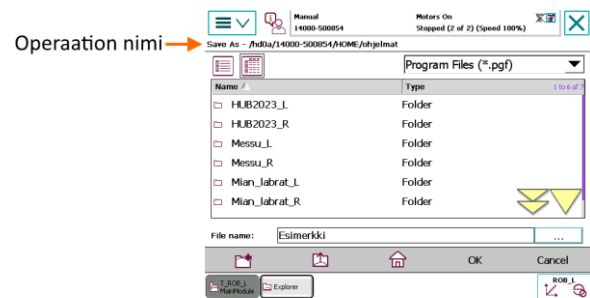 Manual
14000-500854
Motors On
Stopped (2 of 2) (Speed 100%)
Operaation nimi
Save As - /hd0a/14000-500854/HOME/ohjelmat
Program Files (*.pgf)
Name Type 1 to 6 of 7
HUB2023_L Folder
HUB2023_R Folder
Messu_L Folder
Messu_R Folder
Mian_labrat_L Folder
Mian_labrat_R Folder
File name: Esimerkki ...
OK Cancel
T_ROB_L
MainModule
Explorer
ROB_L